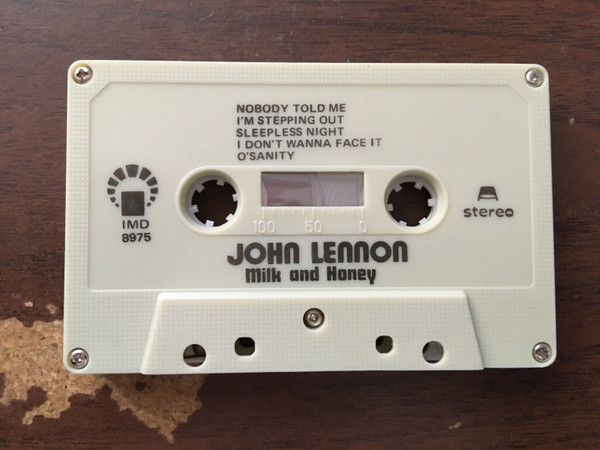 NOBODY TOLD ME
I'M STEPPING OUT
SLEEPLESS NIGHT
I DON'T WANNA FACE IT
O'SANITY
IMD
8975
stereo
100 50 0
JOHN LENNON
Milk and Honey